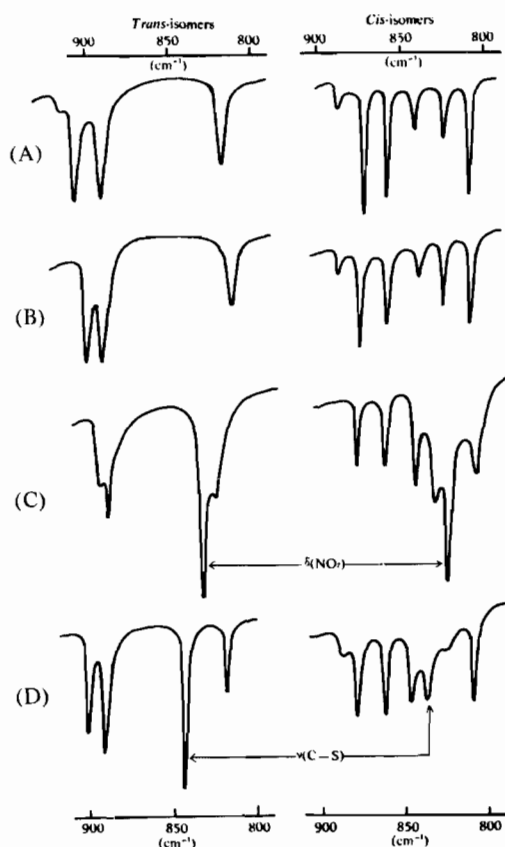 Trans-isomers Cis-isomers
900 850 800 900 850 800
(cm⁻¹) (cm⁻¹)
(A)
(B)
(C)
δ(NO₂)
(D)
ν(C–S)
900 850 800 900 850 800
(cm⁻¹) (cm⁻¹)